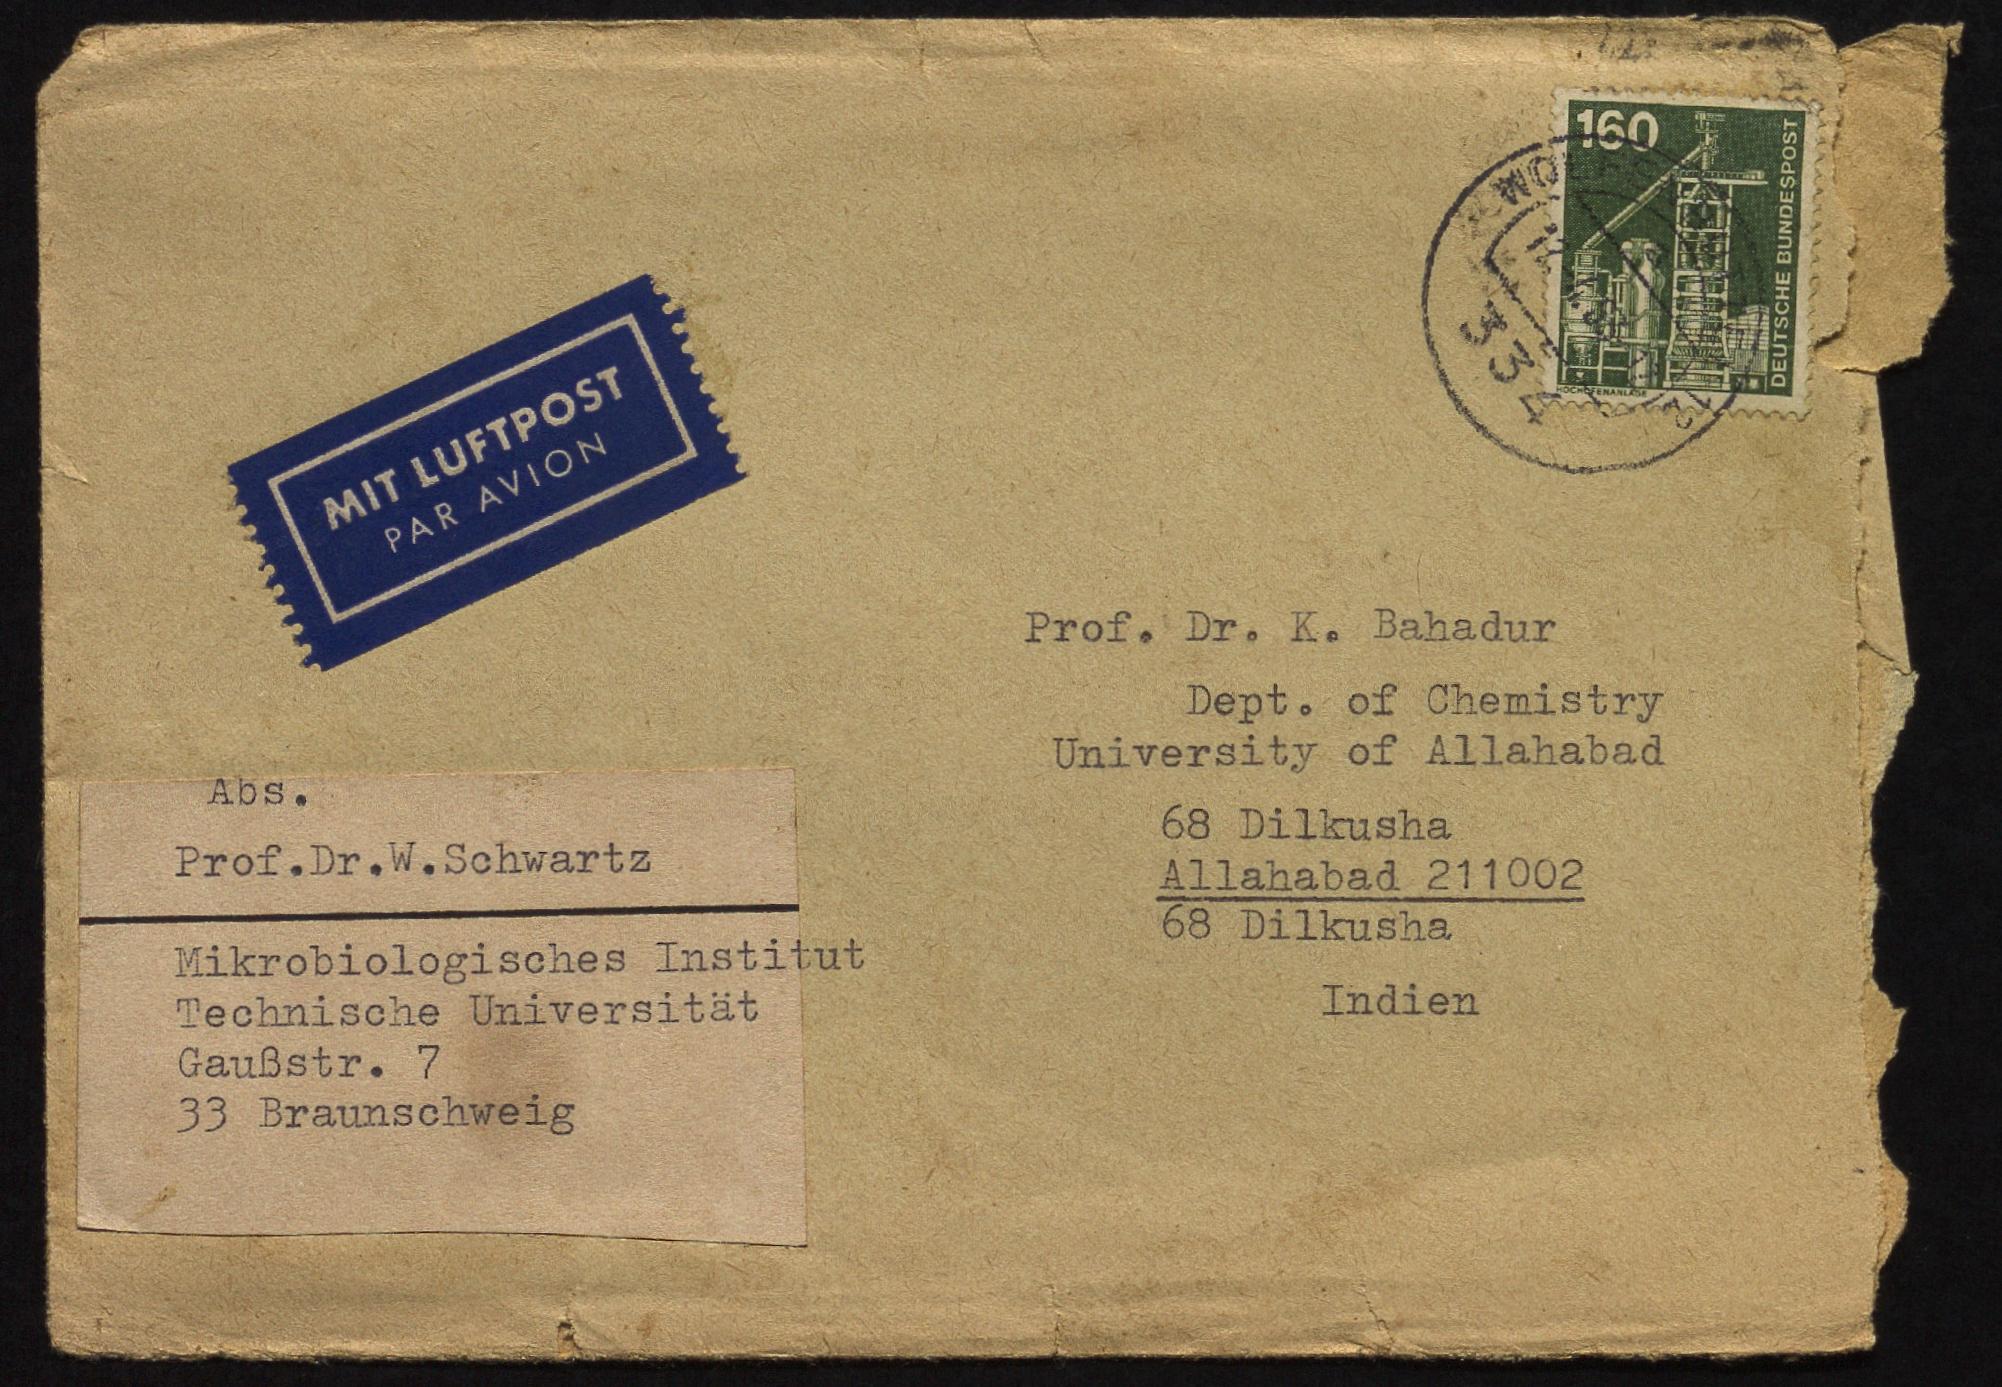 160
DEUTSCHE BUNDESPOST
HOCHOFENANLAGE
334
MIT LUFTPOST
PAR AVION
Prof. Dr. K. Bahadur
Dept. of Chemistry
University of Allahabad
68 Dilkusha
Allahabad 211002
68 Dilkusha
Indien
Abs.
Prof.Dr.W.Schwartz
Mikrobiologisches Institut
Technische Universität
Gaußstr. 7
33 Braunschweig